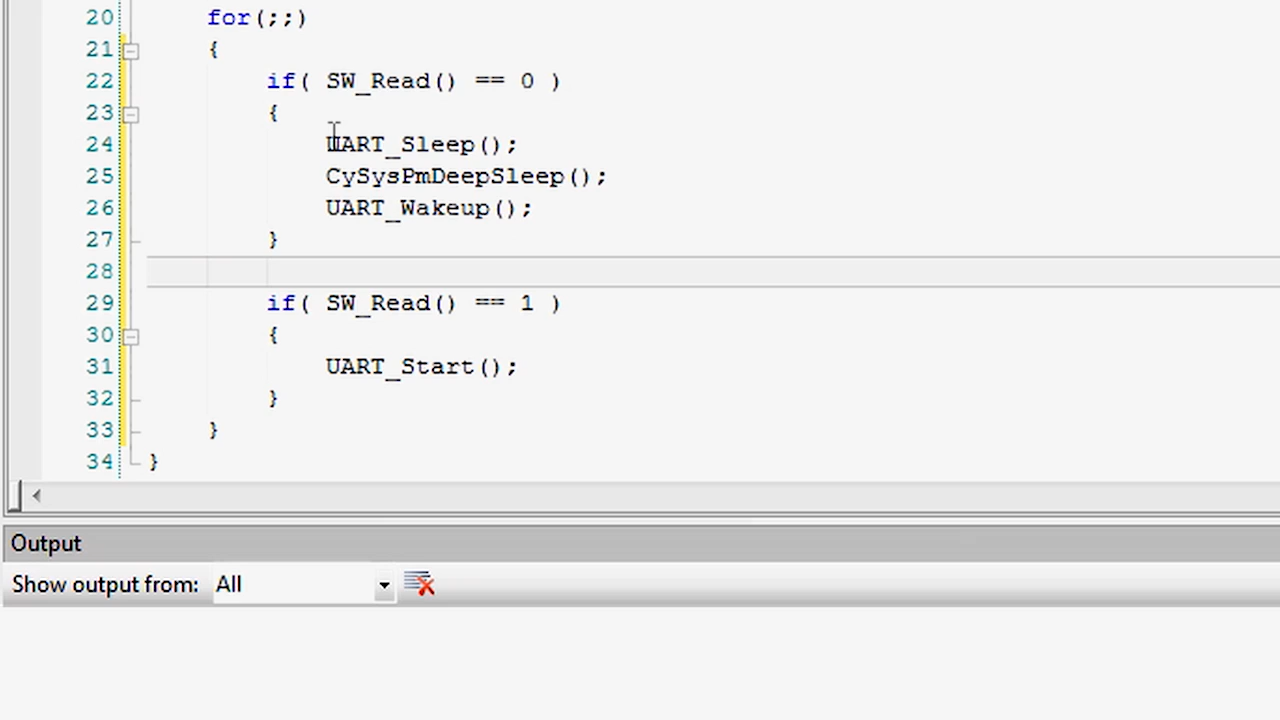 20 for(;;)
21 {
22 if( SW_Read() == 0 )
23 {
24 UART_Sleep();
25 CySysPmDeepSleep();
26 UART_Wakeup();
27 }
28
29 if( SW_Read() == 1 )
30 {
31 UART_Start();
32 }
33 }
34 }
Output
Show output from: All